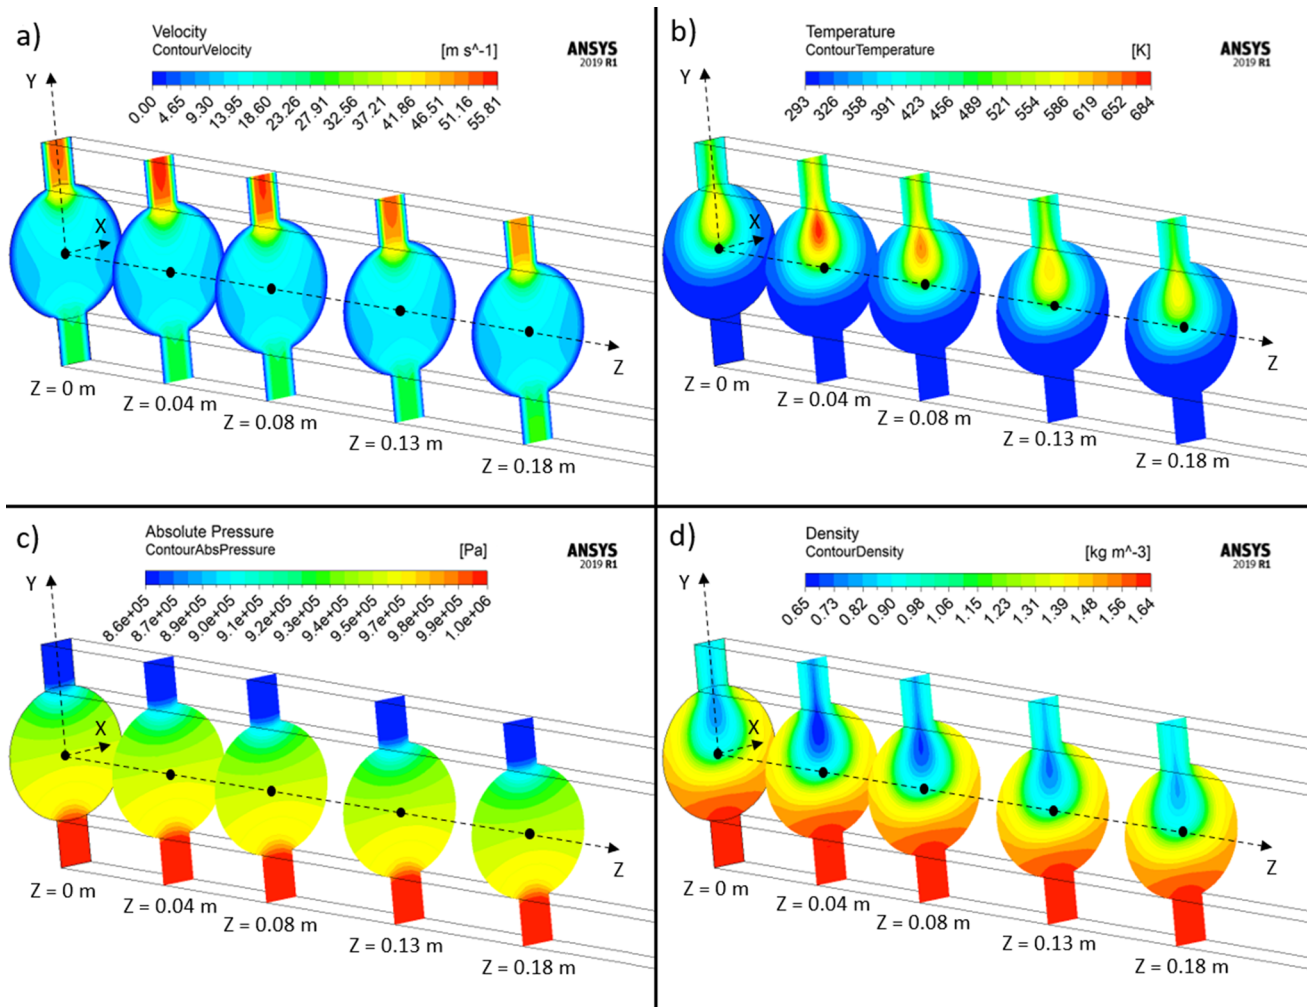 a)
Velocity
ContourVelocity
[m s^-1]
ANSYS
2019 R1
0.00 4.65 9.30 13.95 18.60 23.26 27.91 32.56 37.21 41.86 46.51 51.16 55.81
Y
X
Z
Z = 0 m
Z = 0.04 m
Z = 0.08 m
Z = 0.13 m
Z = 0.18 m
b)
Temperature
ContourTemperature
[K]
ANSYS
2019 R1
293 326 358 391 423 456 489 521 554 586 619 652 684
Y
X
Z
Z = 0 m
Z = 0.04 m
Z = 0.08 m
Z = 0.13 m
Z = 0.18 m
c)
Absolute Pressure
ContourAbsPressure
[Pa]
ANSYS
2019 R1
8.6e+05 8.7e+05 8.9e+05 9.0e+05 9.1e+05 9.2e+05 9.3e+05 9.4e+05 9.5e+05 9.7e+05 9.8e+05 9.9e+05 1.0e+06
Y
X
Z
Z = 0 m
Z = 0.04 m
Z = 0.08 m
Z = 0.13 m
Z = 0.18 m
d)
Density
ContourDensity
[kg m^-3]
ANSYS
2019 R1
0.65 0.73 0.82 0.90 0.98 1.06 1.15 1.23 1.31 1.39 1.48 1.56 1.64
Y
X
Z
Z = 0 m
Z = 0.04 m
Z = 0.08 m
Z = 0.13 m
Z = 0.18 m